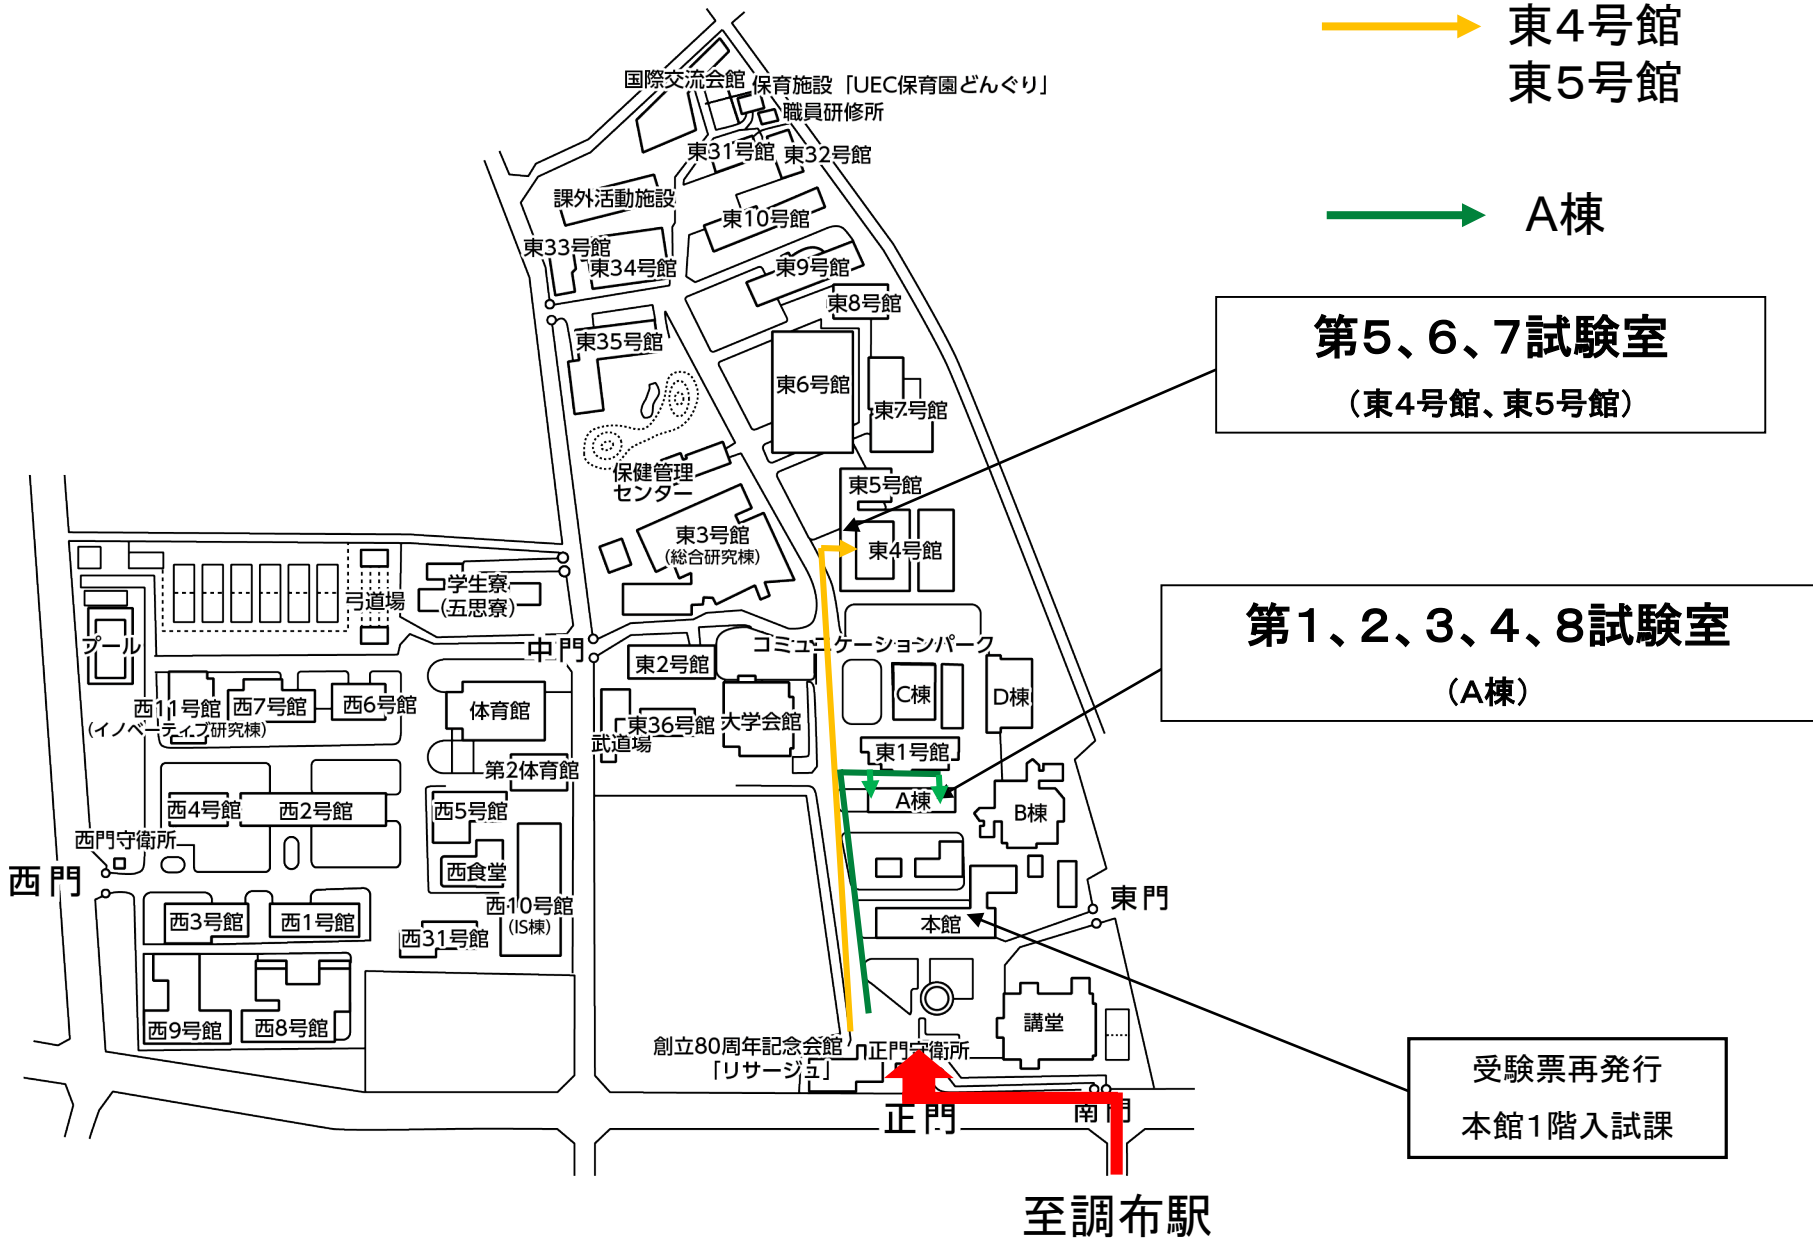 東4号館
東5号館
A棟
第5、6、7試験室
（東4号館、東5号館）
第1、2、3、4、8試験室
（A棟）
受験票再発行
本館1階入試課
国際交流会館
保育施設「UEC保育園どんぐり」
職員研修所
東31号館
東32号館
課外活動施設
東10号館
東33号館
東34号館
東9号館
東8号館
東35号館
東6号館
東7号館
保健管理
センター
東5号館
東3号館
(総合研究棟)
東4号館
学生寮
(五思寮)
弓道場
プール
中門
コミュニケーションパーク
東2号館
C棟
D棟
西11号館
(イノベーティブ研究棟)
西7号館
西6号館
体育館
東36号館
武道場
大学会館
東1号館
第2体育館
A棟
B棟
西4号館
西2号館
西5号館
西門守衛所
西門
西食堂
東門
西3号館
西1号館
西10号館
(IS棟)
西31号館
本館
西9号館
西8号館
講堂
創立80周年記念会館
「リサージュ」
正門守衛所
正門
南門
至調布駅